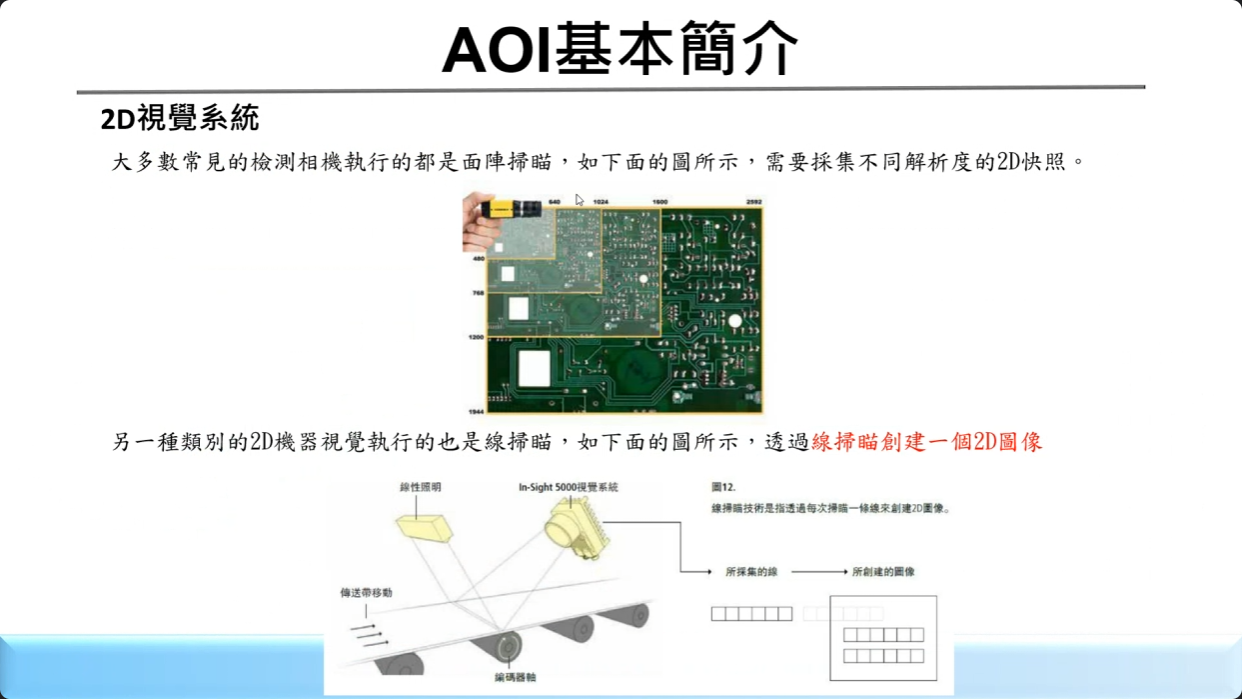 AOI基本簡介
2D視覺系統
大多數常見的檢測相機執行的都是面陣掃瞄，如下面的圖所示，需要採集不同解析度的2D快照。
640
1024
1600
2592
480
768
1200
1944
另一種類別的2D機器視覺執行的也是線掃瞄，如下面的圖所示，透過線掃瞄創建一個2D圖像
線性照明
In-Sight 5000視覺系統
圖12.
線掃瞄技術是指透過每次掃瞄一條線來創建2D圖像。
所採集的線
所創建的圖像
傳送帶移動
編碼器軸